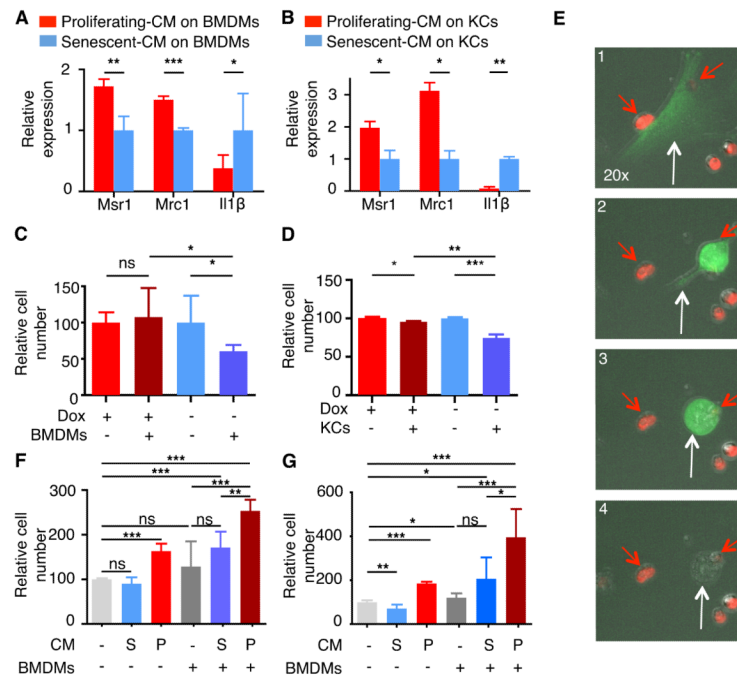 A
Proliferating-CM on BMDMs
Senescent-CM on BMDMs
** *** *
Relative expression
2
1
0
Msr1 Mrc1 Il1β
B
Proliferating-CM on KCs
Senescent-CM on KCs
* * **
Relative expression
3
2
1
0
Msr1 Mrc1 Il1β
C
*
ns *
Relative cell number
150
100
50
0
Dox + + - -
BMDMs - + - +
D
**
* ***
Relative cell number
150
100
50
0
Dox + + - -
KCs - + - +
E
1
20x
2
3
4
F
***
***
***
**
ns ns
***
ns
Relative cell number
300
200
100
0
CM - S P - S P
BMDMs - - - + + +
G
***
*
***
*
* ns
***
**
Relative cell number
600
400
200
0
CM - S P - S P
BMDMs - - - + + +